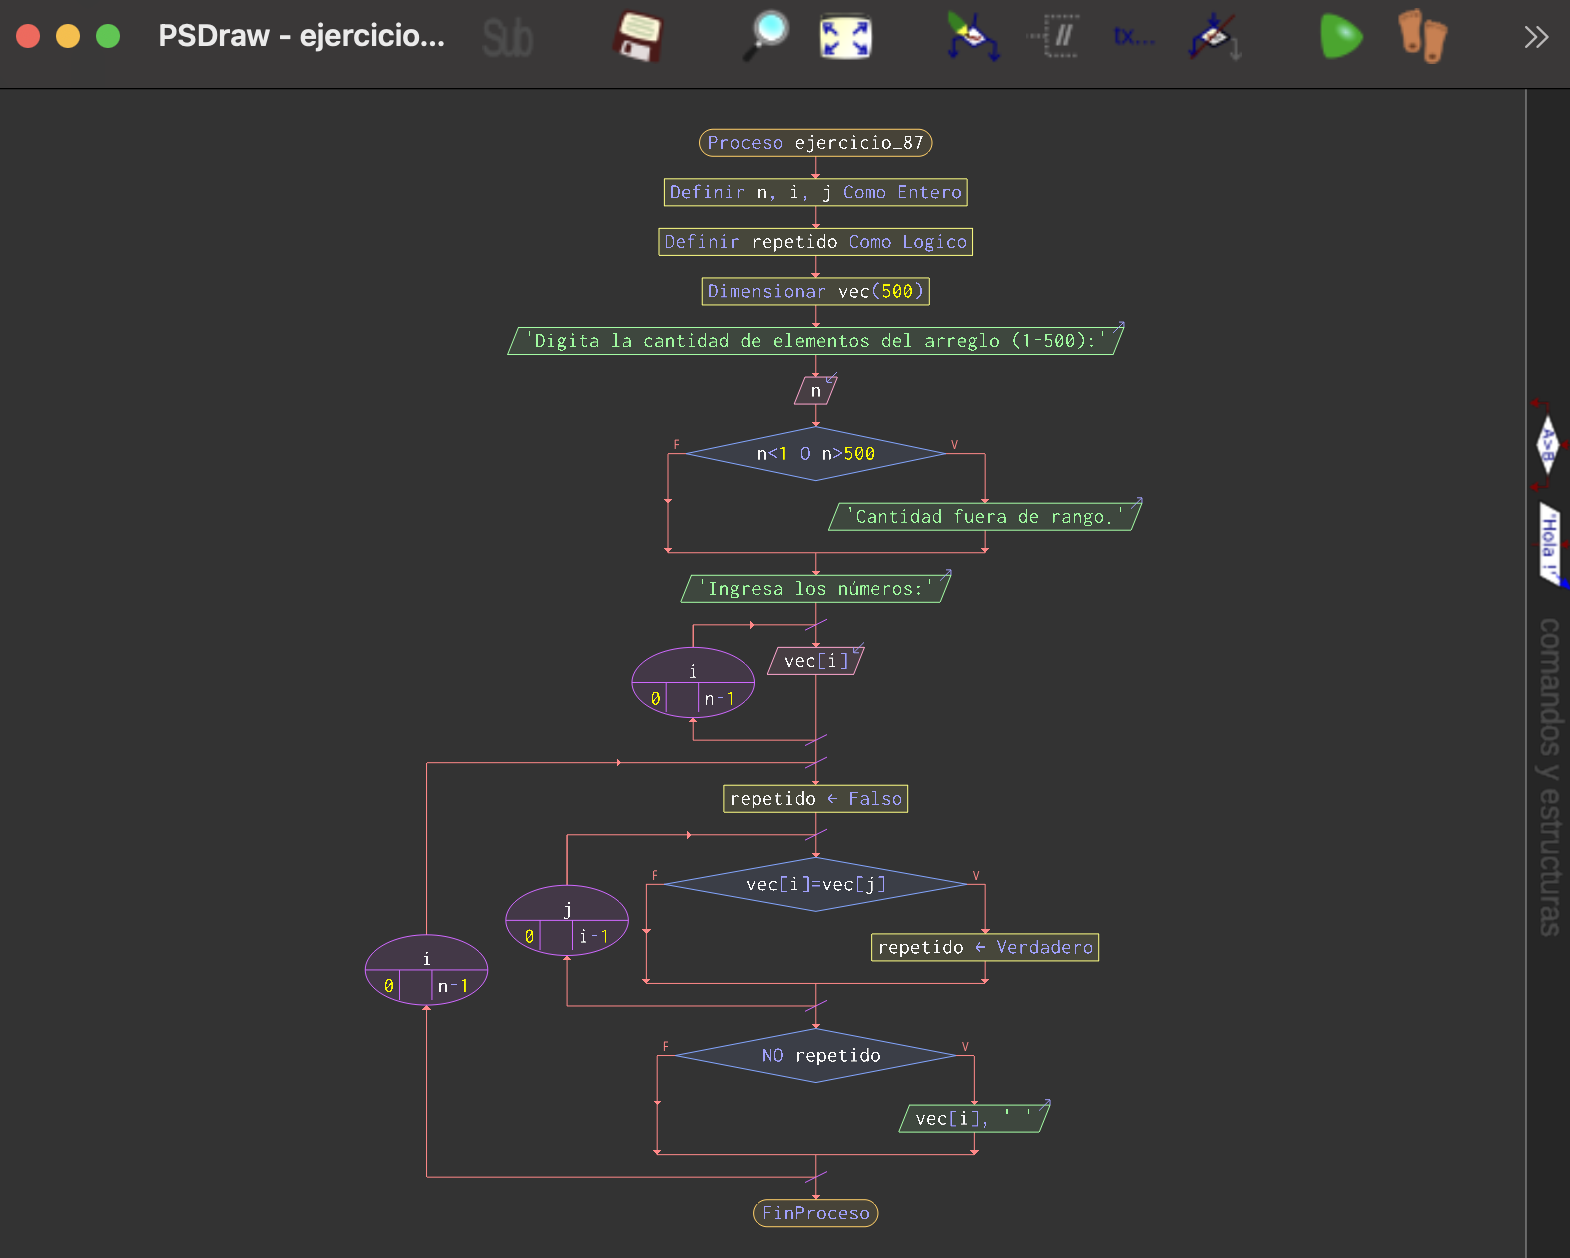 PSDraw - ejercicio...
Sub
//
tx...
Proceso ejercicio_87
Definir n, i, j Como Entero
Definir repetido Como Logico
Dimensionar vec(500)
'Digita la cantidad de elementos del arreglo (1-500):'
n
F
V
n<1 O n>500
'Cantidad fuera de rango.'
'Ingresa los números:'
vec[i]
i
0 n-1
repetido ← Falso
F
V
vec[i]=vec[j]
j
0 i-1
repetido ← Verdadero
i
0 n-1
F
V
NO repetido
vec[i], ' '
FinProceso
A>B
"Hola !"
comandos y estructuras